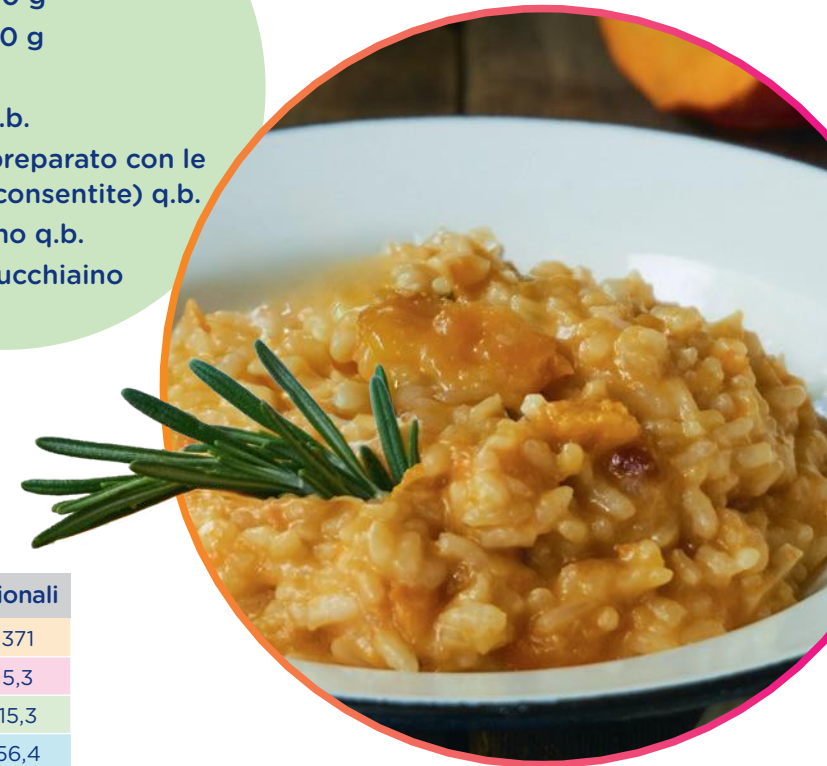 0 g
0 g
.b.
preparato con le
consentite) q.b.
no q.b.
ucchiaino
ionali
371
5,3
15,3
56,4